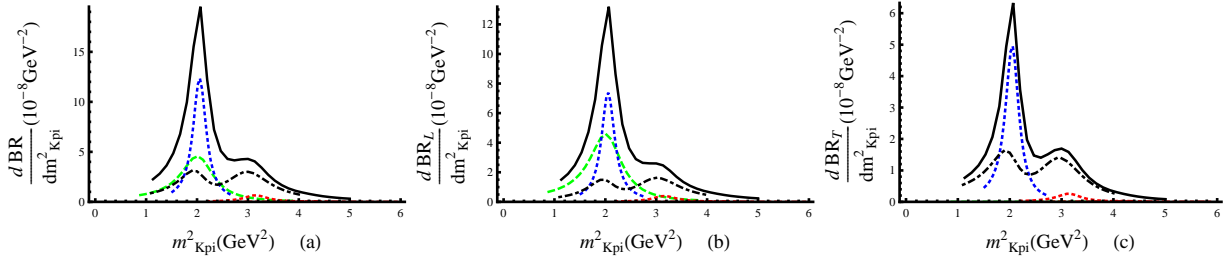 d BR
dm²Kpi
(10⁻⁸GeV⁻²)
15
10
5
0
0 1 2 3 4 5 6
m²Kpi(GeV²) (a)
d BR_L
dm²Kpi
(10⁻⁸GeV⁻²)
12
10
8
6
4
2
0
0 1 2 3 4 5 6
m²Kpi(GeV²) (b)
d BR_T
dm²Kpi
(10⁻⁸GeV⁻²)
6
5
4
3
2
1
0
0 1 2 3 4 5 6
m²Kpi(GeV²) (c)